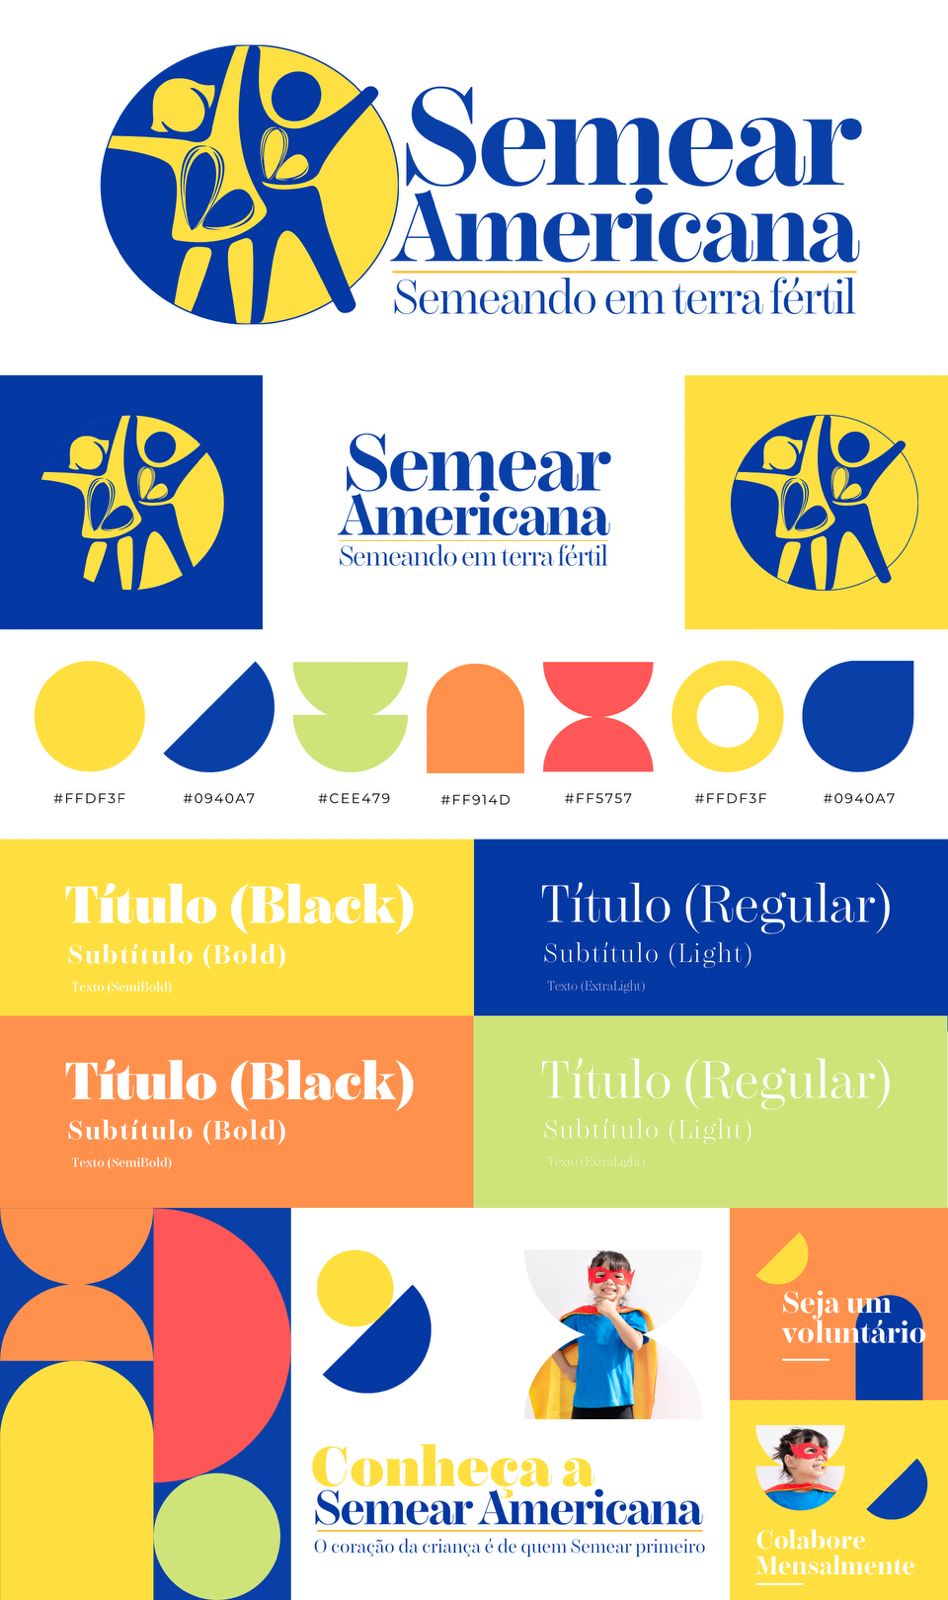 Semear
Americana
Semeando em terra fértil
Semear
Americana
Semeando em terra fértil
#FFDF3F
#0940A7
#CEE479
#FF914D
#FF5757
#FFDF3F
#0940A7
Título (Black)
Subtítulo (Bold)
Texto (SemiBold)
Título (Regular)
Subtítulo (Light)
Texto (ExtraLight)
Título (Black)
Subtítulo (Bold)
Texto (SemiBold)
Título (Regular)
Subtítulo (Light)
Texto (ExtraLight)
Conheça a
Semear Americana
O coração da criança é de quem Semear primeiro
Seja um
voluntário
Colabore
Mensalmente